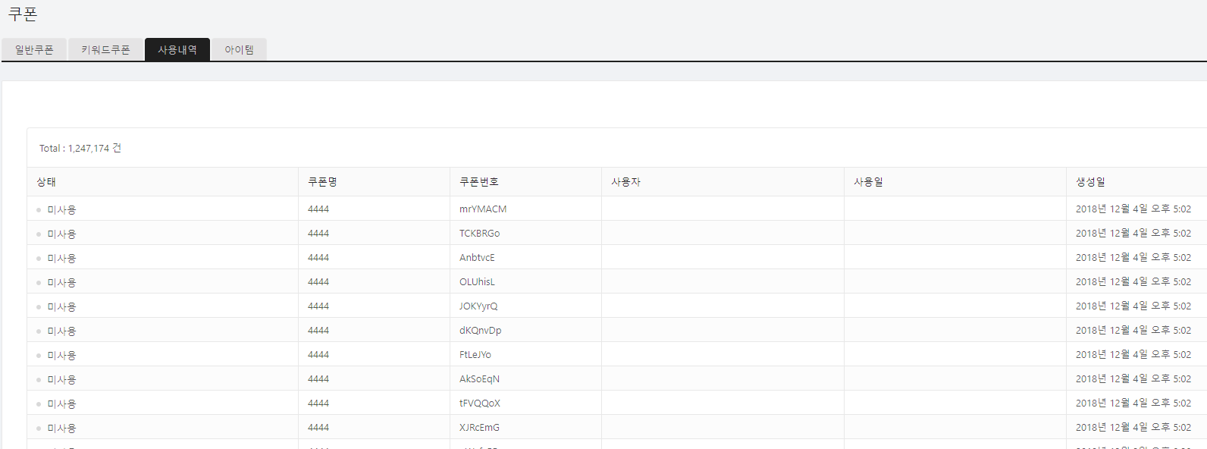 쿠폰
일반쿠폰 키워드쿠폰 사용내역 아이템
Total : 1,247,174 건
상태 쿠폰명 쿠폰번호 사용자 사용일 생성일
미사용 4444 mrYMACM 2018년 12월 4일 오후 5:02
미사용 4444 TCKBRGo 2018년 12월 4일 오후 5:02
미사용 4444 AnbtvcE 2018년 12월 4일 오후 5:02
미사용 4444 OLUhisL 2018년 12월 4일 오후 5:02
미사용 4444 JOKYyrQ 2018년 12월 4일 오후 5:02
미사용 4444 dKQnvDp 2018년 12월 4일 오후 5:02
미사용 4444 FtLeJYo 2018년 12월 4일 오후 5:02
미사용 4444 AkSoEqN 2018년 12월 4일 오후 5:02
미사용 4444 tFVQQoX 2018년 12월 4일 오후 5:02
미사용 4444 XJRcEmG 2018년 12월 4일 오후 5:02